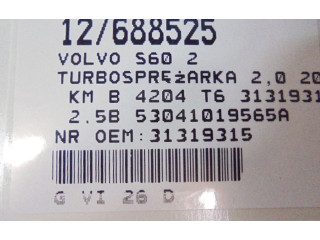 12/688525
VOLVO S60 2
TURBOSPRĘŻARKA 2,0 20
KM B 4204 T6 3131931
2.5B 53041019565A
NR OEM:31319315
G VI 26 D